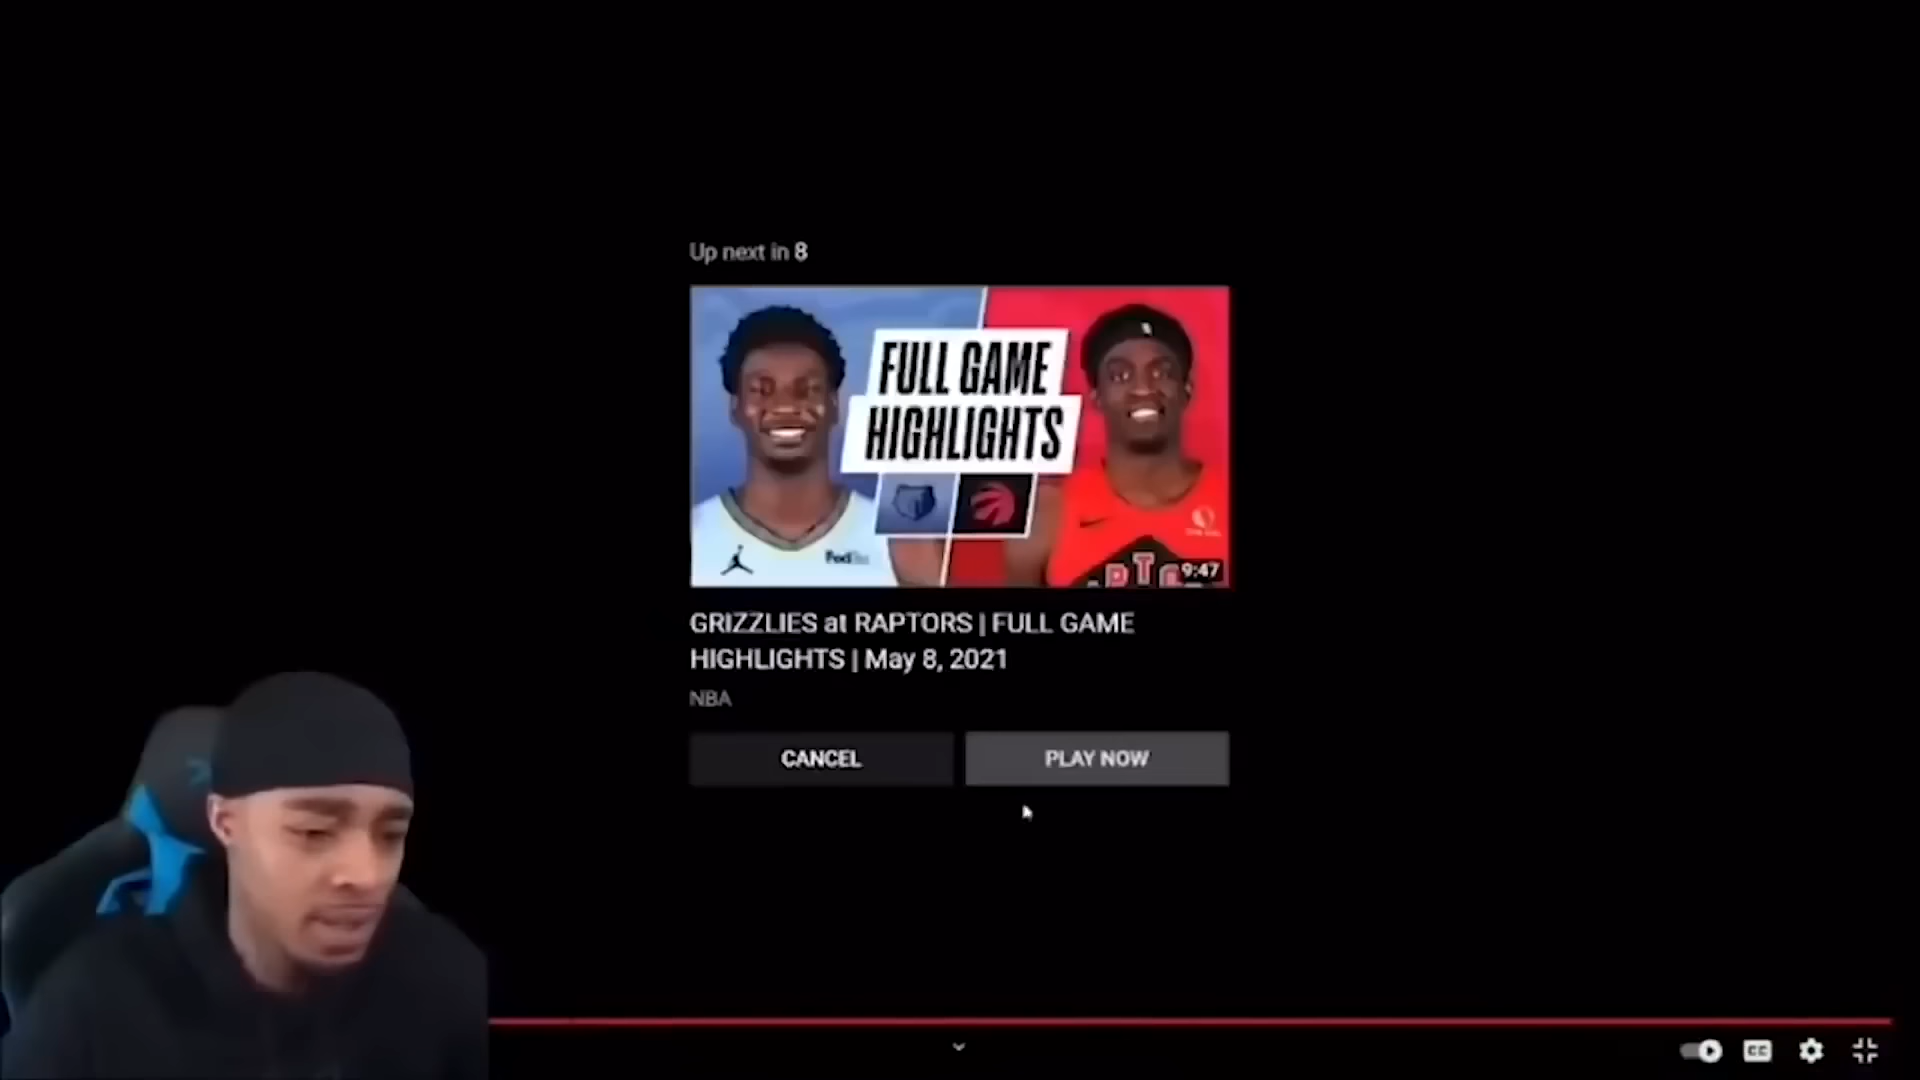 Up next in 8
FULL GAME
HIGHLIGHTS
9:47
GRIZZLIES at RAPTORS | FULL GAME
HIGHLIGHTS | May 8, 2021
NBA
CANCEL
PLAY NOW
CC